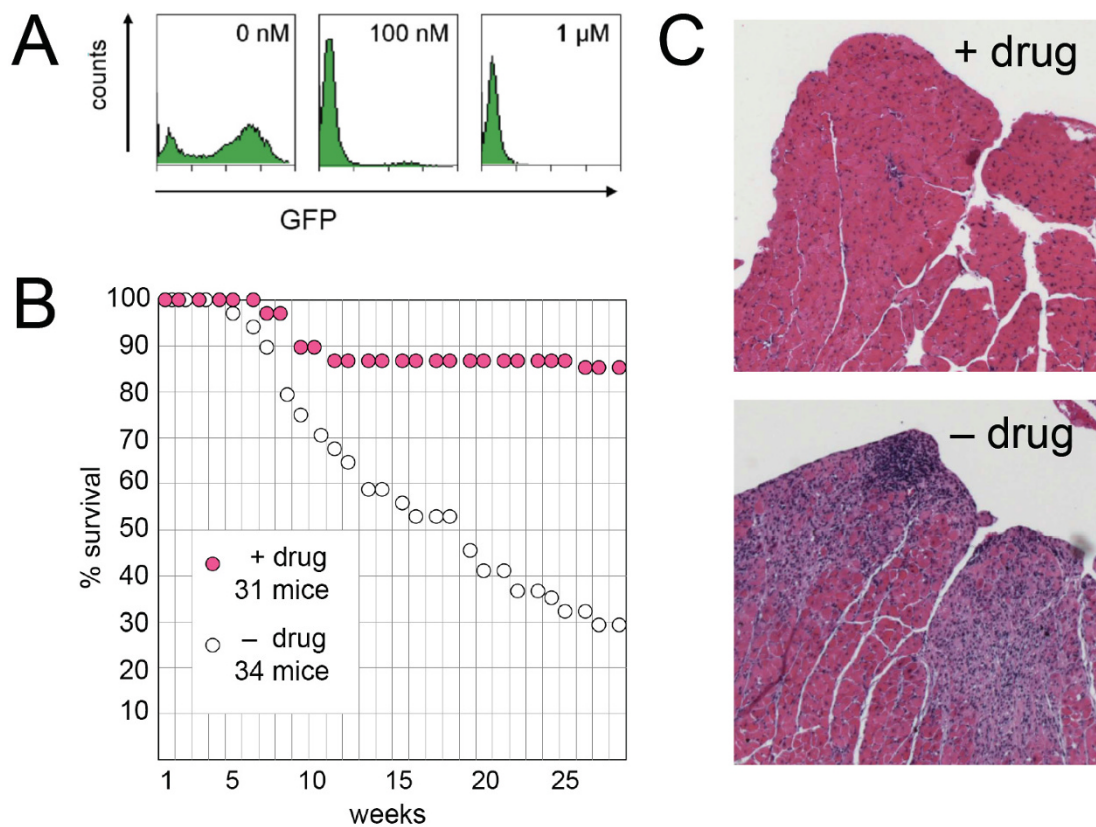 A
counts
0 nM
100 nM
1 µM
GFP
B
% survival
100
90
80
70
60
50
40
30
20
10
+ drug
31 mice
– drug
34 mice
1
5
10
15
20
25
weeks
C
+ drug
– drug